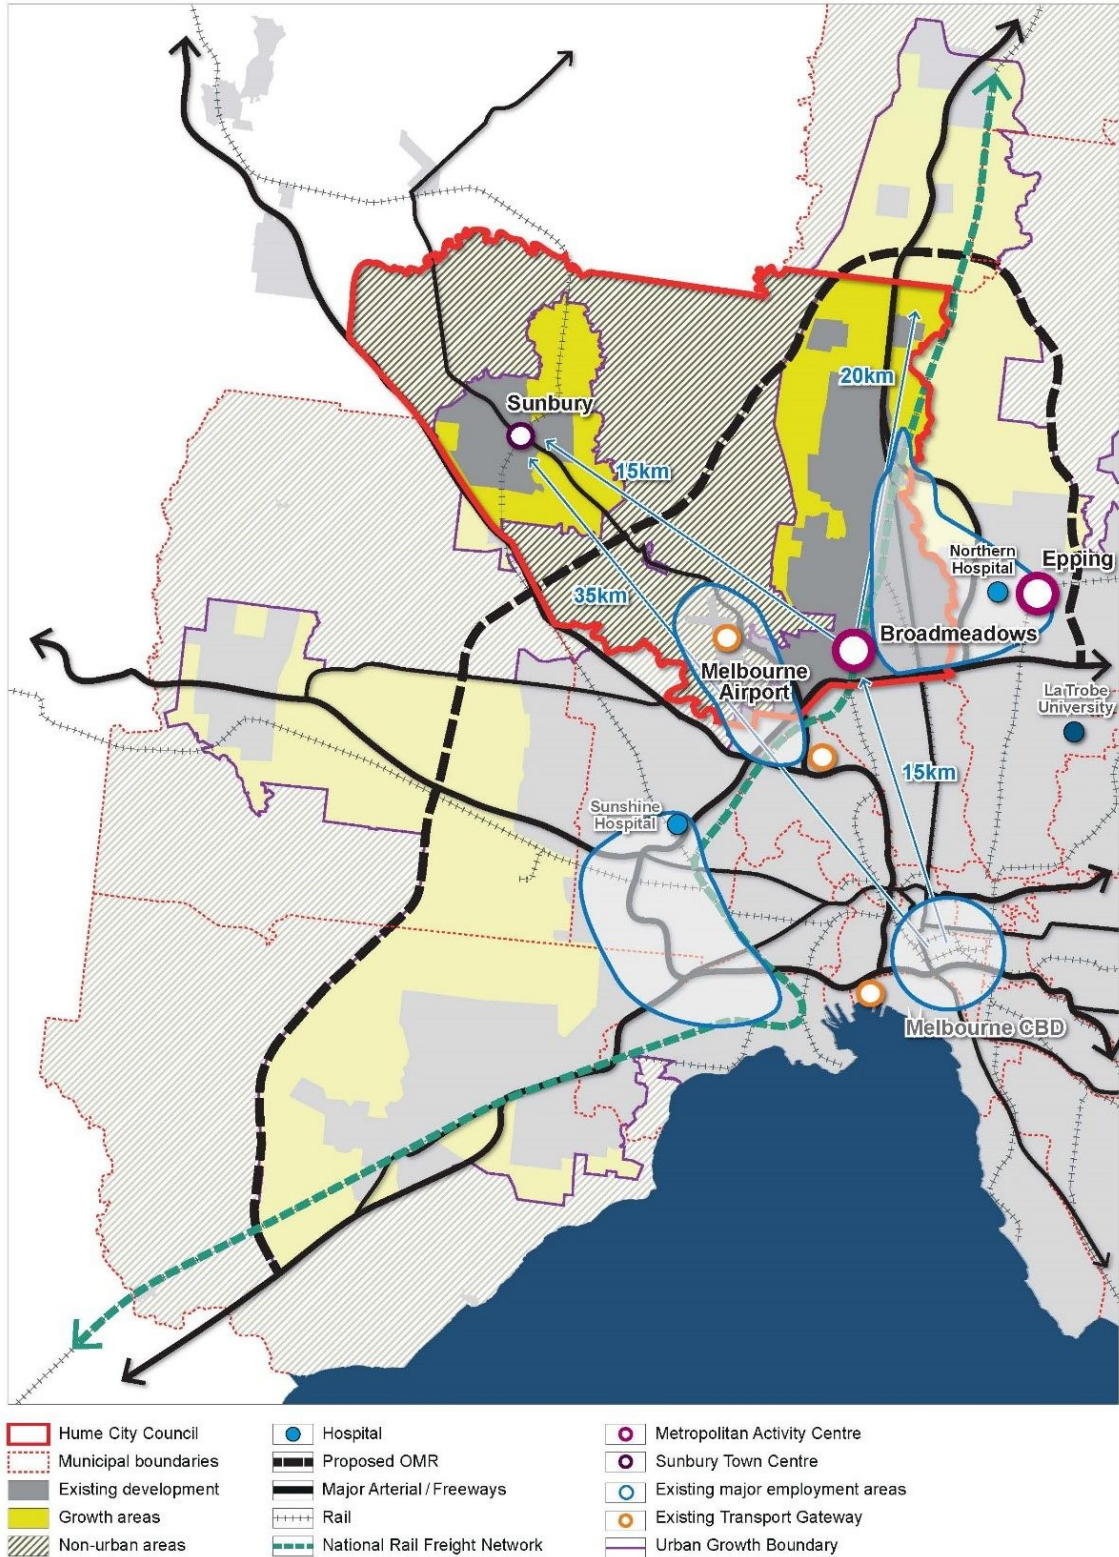 20km
Sunbury
15km
Northern
Hospital
Epping
35km
Broadmeadows
Melbourne
Airport
La Trobe
University
15km
Sunshine
Hospital
Melbourne CBD
Hume City Council
Municipal boundaries
Existing development
Growth areas
Non-urban areas
Hospital
Proposed OMR
Major Arterial / Freeways
Rail
National Rail Freight Network
Metropolitan Activity Centre
Sunbury Town Centre
Existing major employment areas
Existing Transport Gateway
Urban Growth Boundary